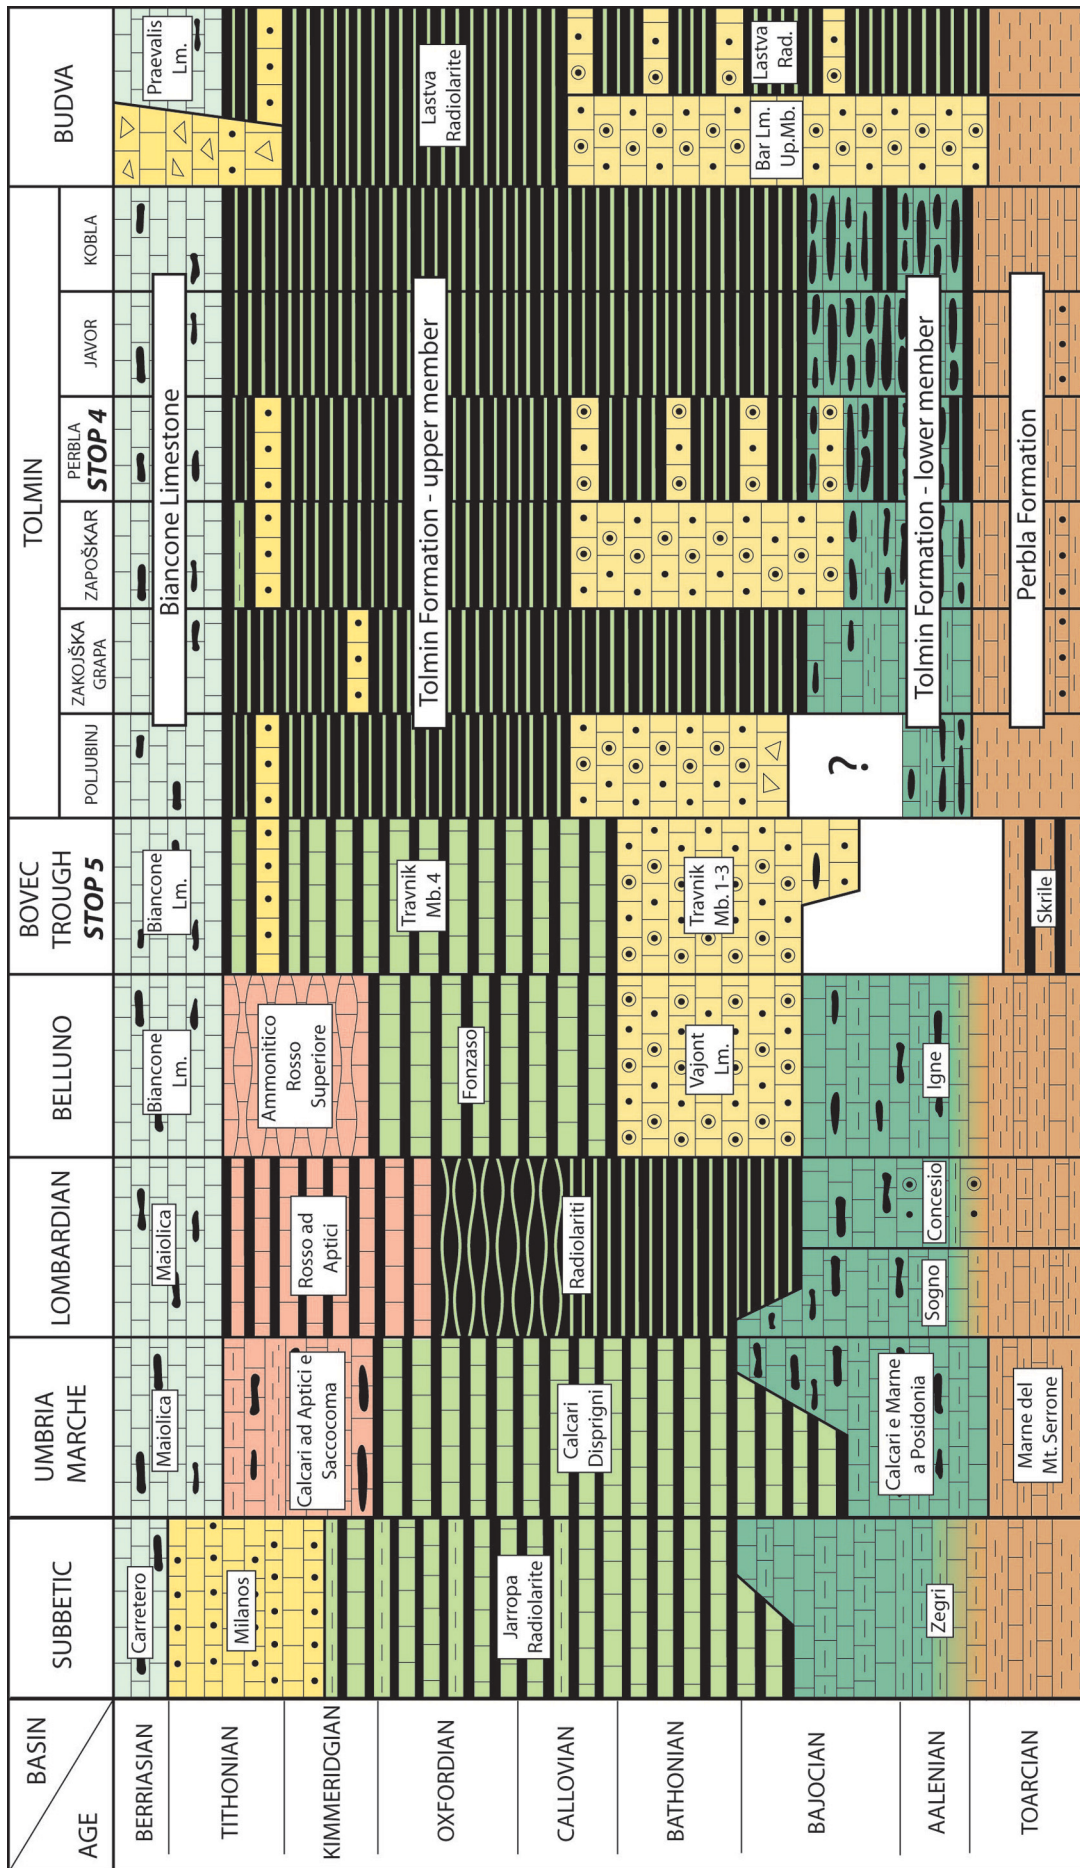 BASIN
AGE
SUBBETIC
UMBRIA
MARCHE
LOMBARDIAN
BELLUNO
BOVEC
TROUGH
STOP 5
TOLMIN
POLJUBINJ
ZAKOJŠKA
GRAPA
ZAPOŠKAR
PERBLA
STOP 4
JAVOR
KOBLA
BUDVA
BERRIASIAN
TITHONIAN
KIMMERIDGIAN
OXFORDIAN
CALLOVIAN
BATHONIAN
BAJOCIAN
AALENIAN
TOARCIAN
Carretero
Milanos
Jarropa
Radiolarite
Zegri
Maiolica
Calcari ad Aptici e
Saccocoma
Calcari
Disprigni
Calcari e Marne
a Posidonia
Marne del
Mt.Serrone
Maiolica
Rosso ad
Aptici
Radiolariti
Sogno
Concesio
Biancone
Lm.
Ammonitico
Rosso
Superiore
Fonzaso
Vajont
Lm.
Igne
Biancone
Lm.
Travnik
Mb.4
Travnik
Mb. 1-3
Skrile
?
Biancone Limestone
Tolmin Formation - upper member
Tolmin Formation - lower member
Perbla Formation
Praevalis
Lm.
Lastva
Radiolarite
Lastva
Rad.
Bar Lm.
Up.Mb.